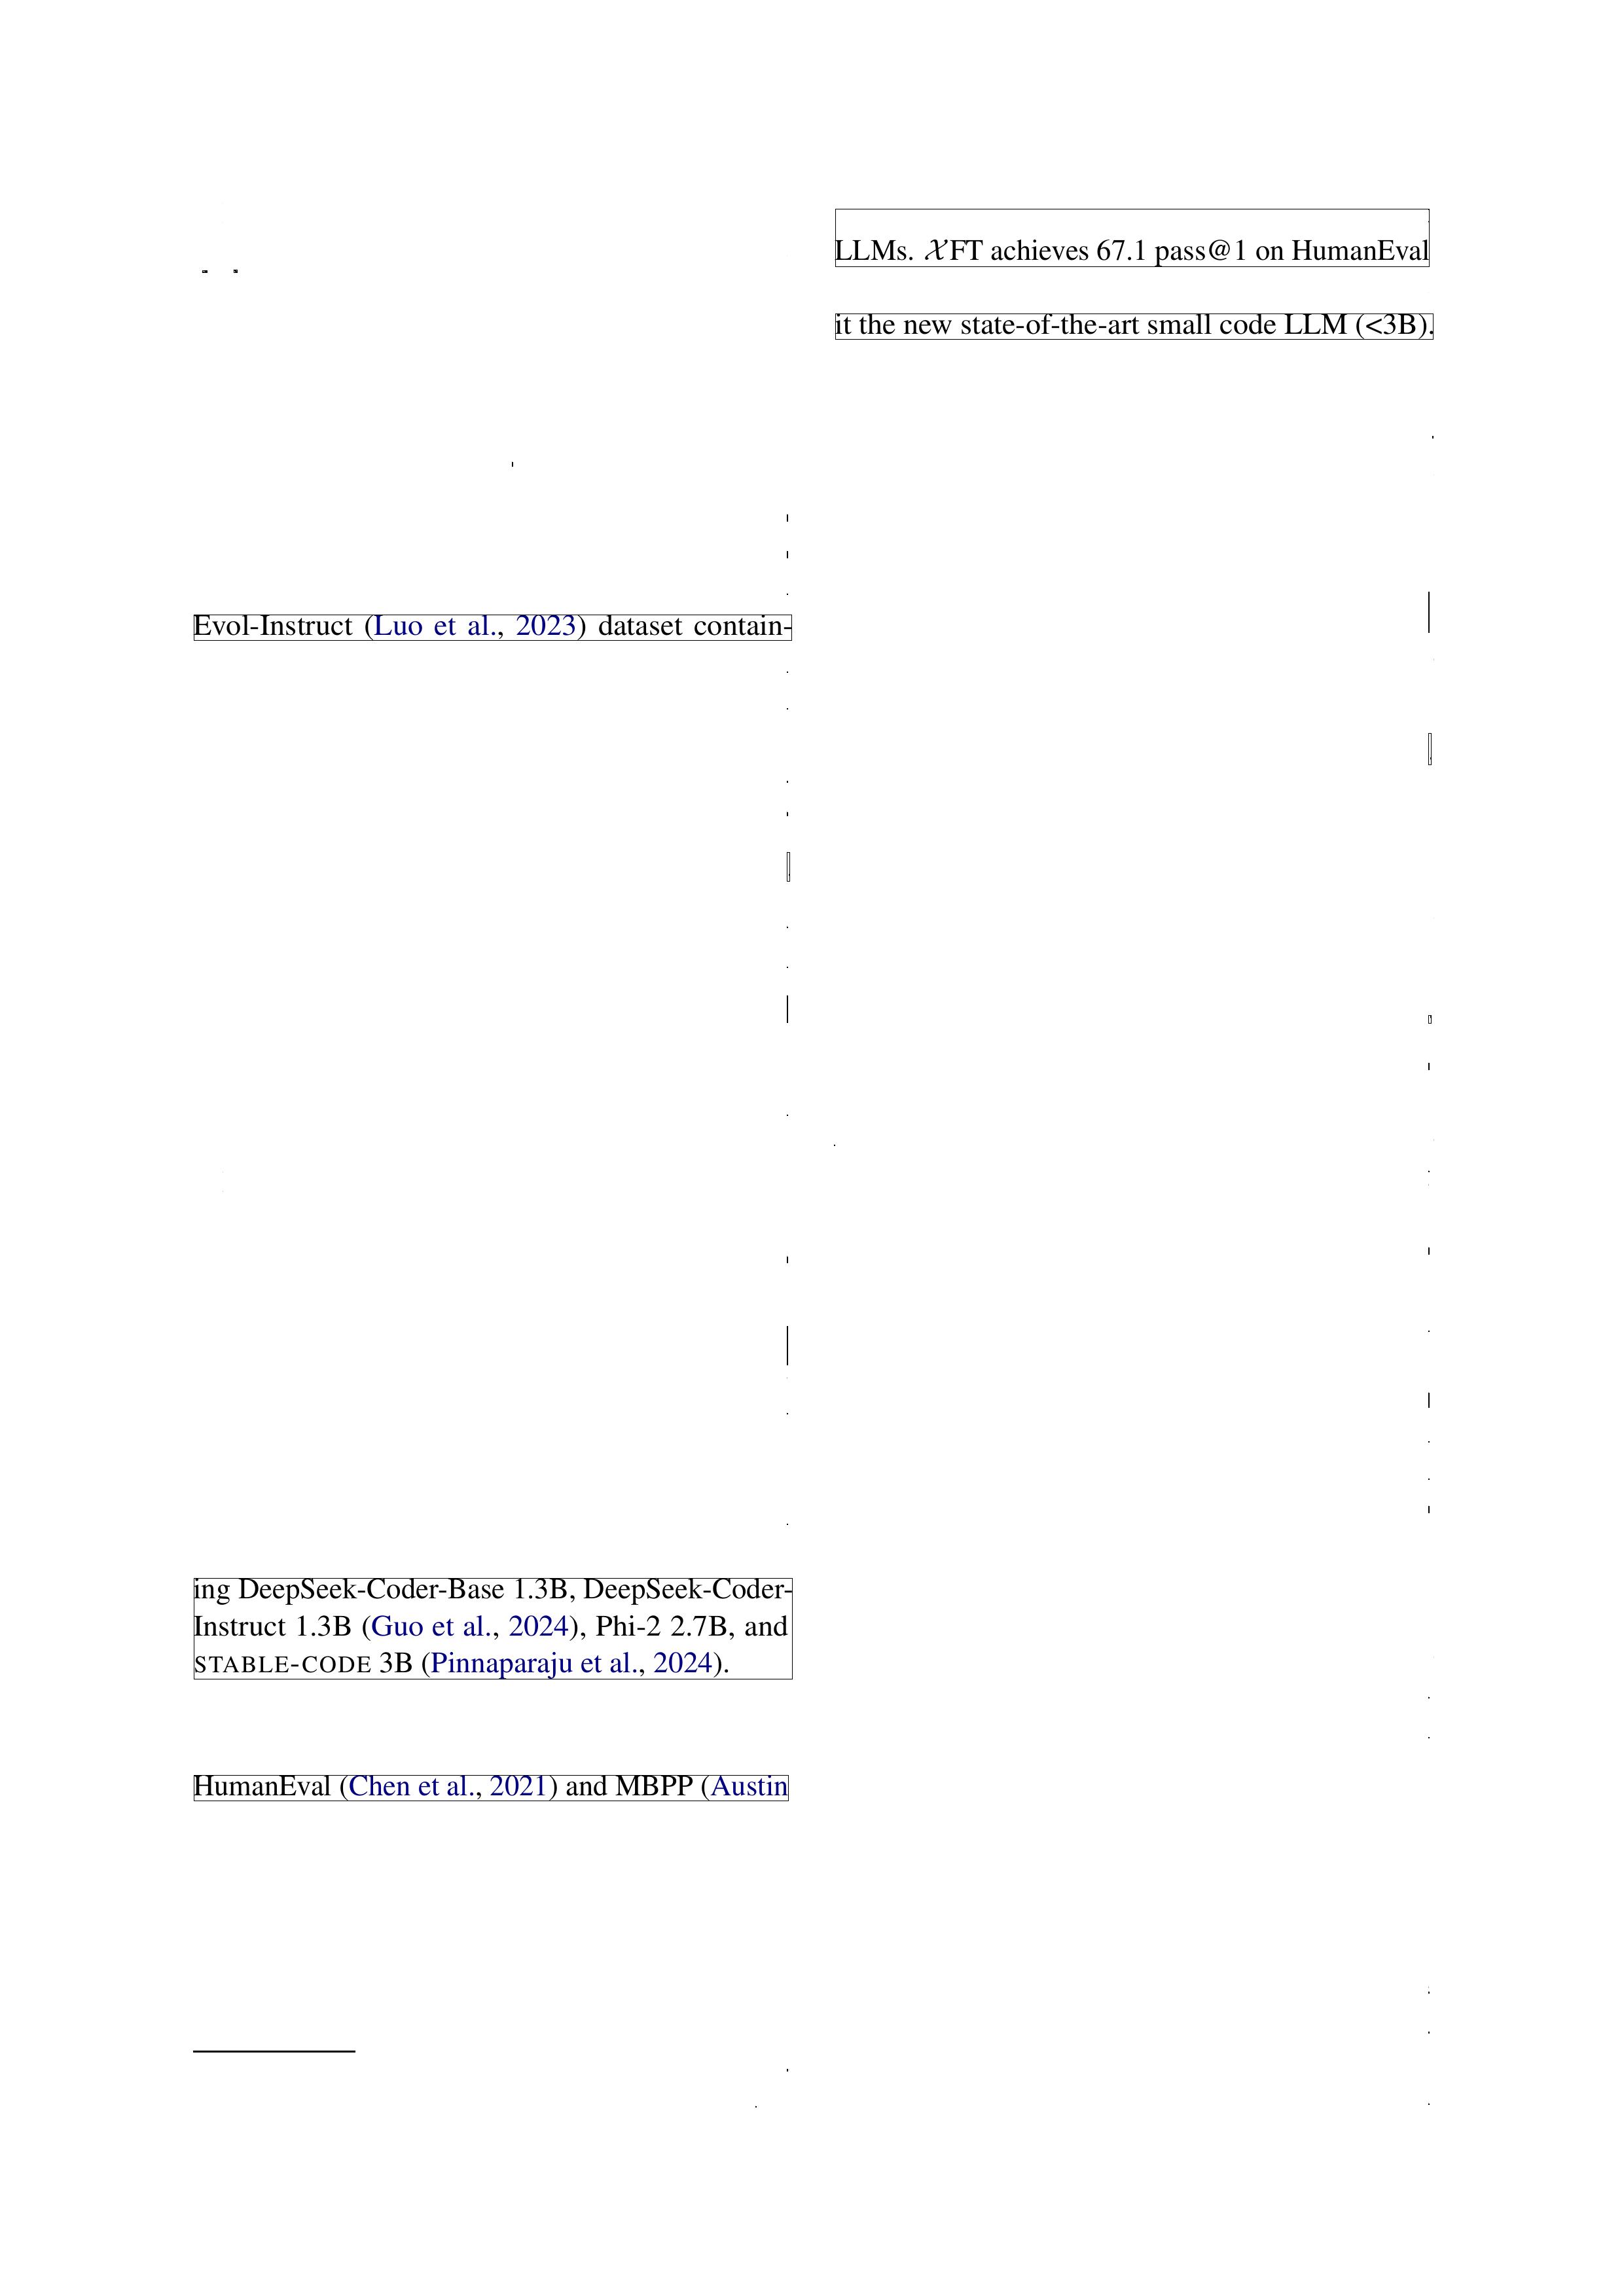 Evol-Instruct (Luo et al., 2023) dataset contain-
ing DeepSeek-Coder-Base 1.3B, DeepSeek-Coder-
Instruct 1.3B (Guo et al., 2024), Phi-2 2.7B, and
STABLE-CODE 3B (Pinnaparaju et al., 2024).
HumanEval (Chen et al., 2021) and MBPP (Austin
LLMs. 𝒳FT achieves 67.1 pass@1 on HumanEval
it the new state-of-the-art small code LLM (<3B).